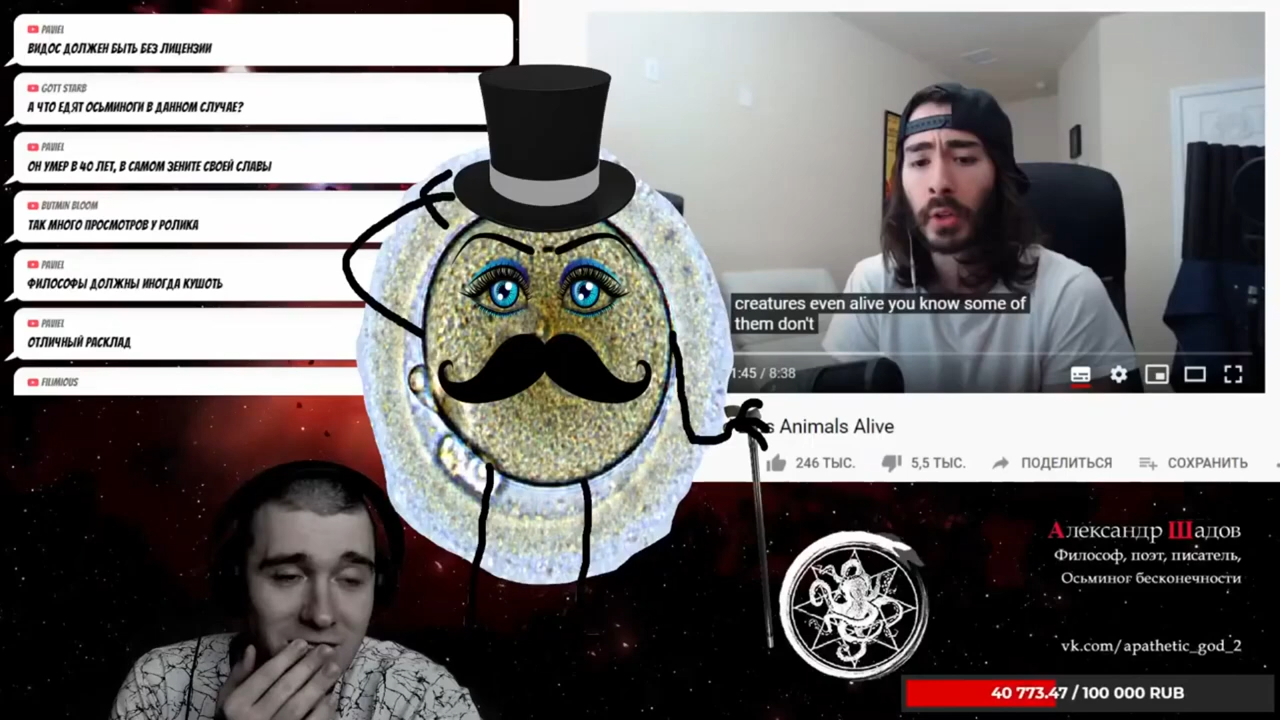 PAVIEL
ВИДОС ДОЛЖЕН БЫТЬ БЕЗ ЛИЦЕНЗИИ
GOTT STARB
А ЧТО ЕДЯТ ОСЬМИНОГИ В ДАННОМ СЛУЧАЕ?
PAVIEL
ОН УМЕР В 40 ЛЕТ, В САМОМ ЗЕНИТЕ СВОЕЙ СЛАВЫ
BUTMIN BLOOM
ТАК МНОГО ПРОСМОТРОВ У РОЛИКА
PAVIEL
ФИЛОСОФЫ ДОЛЖНЫ ИНОГДА КУШОТЬ
PAVIEL
ОТЛИЧНЫЙ РАСКЛАД
FILIMIOUS
creatures even alive you know some of
them don't
1:45 / 8:38
Animals Alive
246 ТЫС.
5,5 ТЫС.
ПОДЕЛИТЬСЯ
СОХРАНИТЬ
Александр Шадов
Философ, поэт, писатель,
Осьминог бесконечности
vk.com/apathetic_god_2
40 773.47 / 100 000 RUB